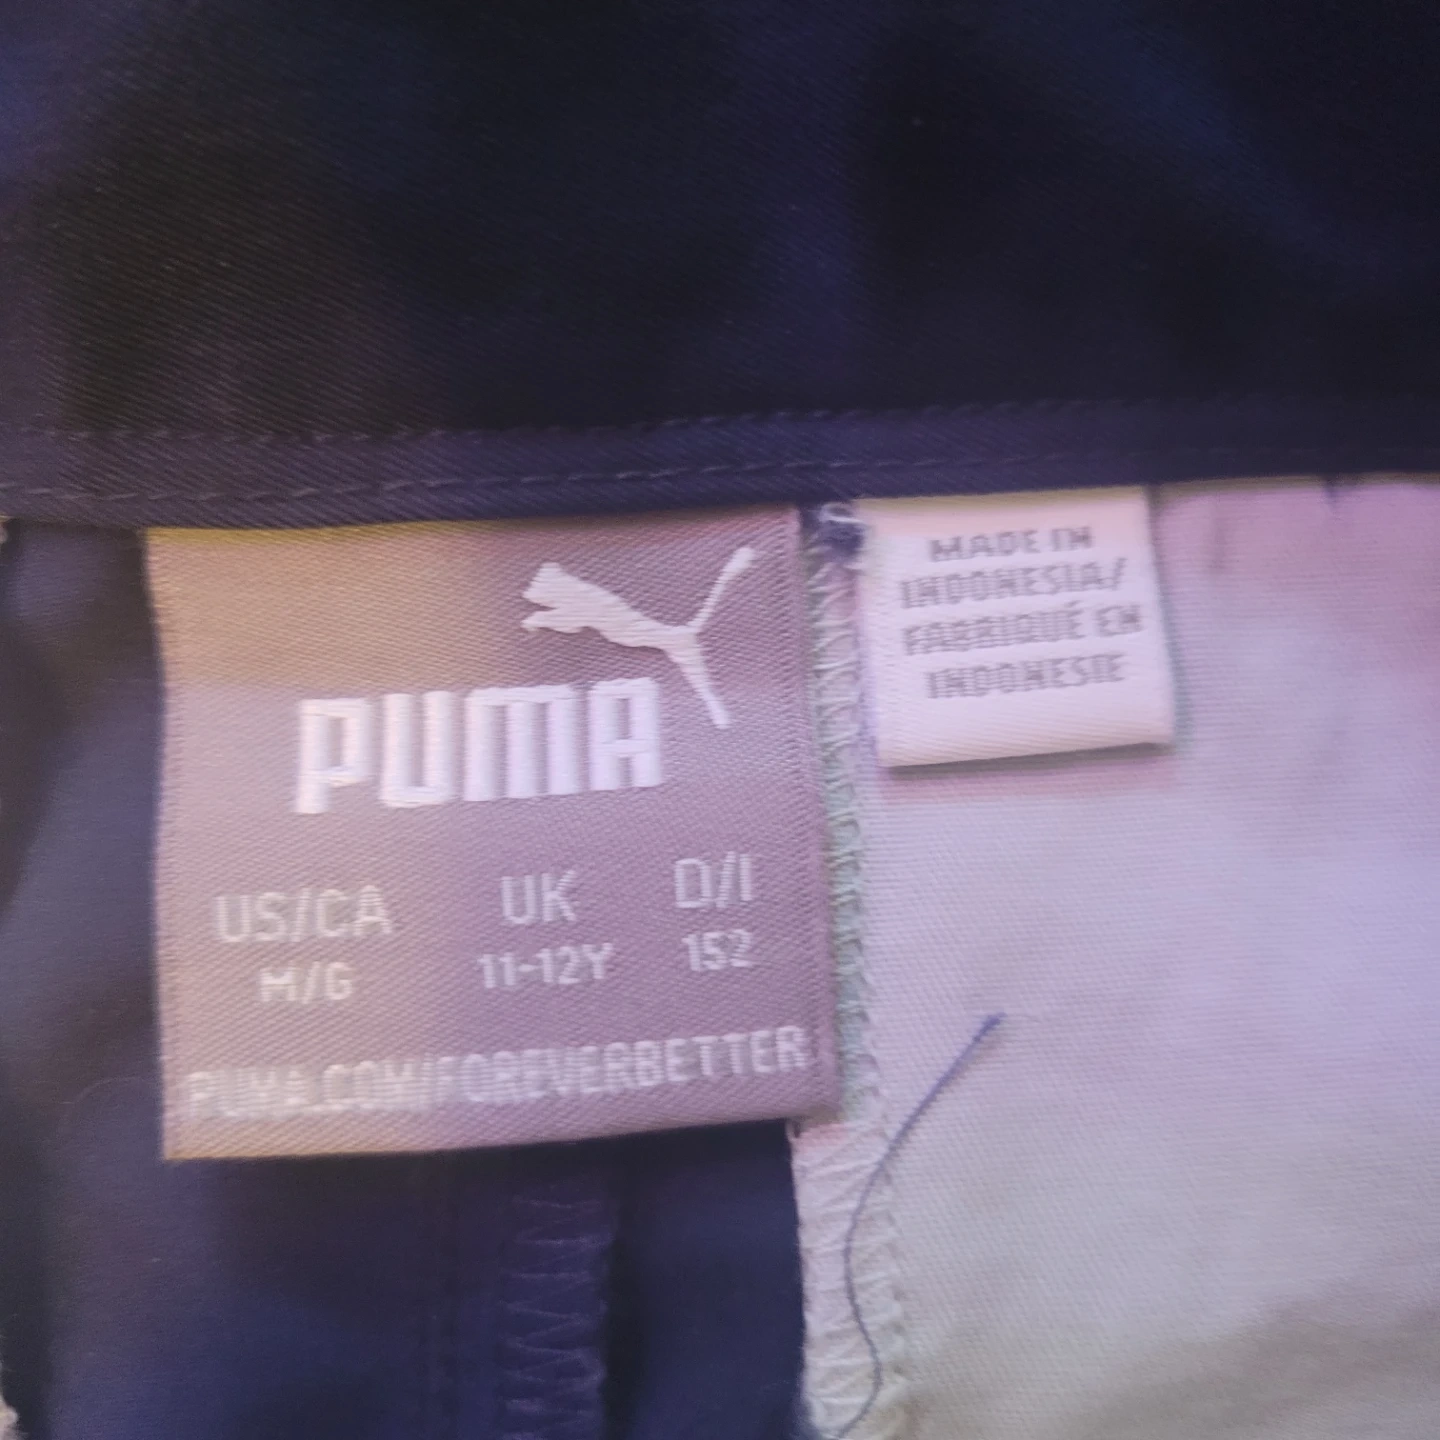 PUMA
US/CA UK D/I
M/G 11-12Y 152
PUMA.COM/FOREVERBETTER
MADE IN
INDONESIA/
FABRIQUÉ EN
INDONESIE